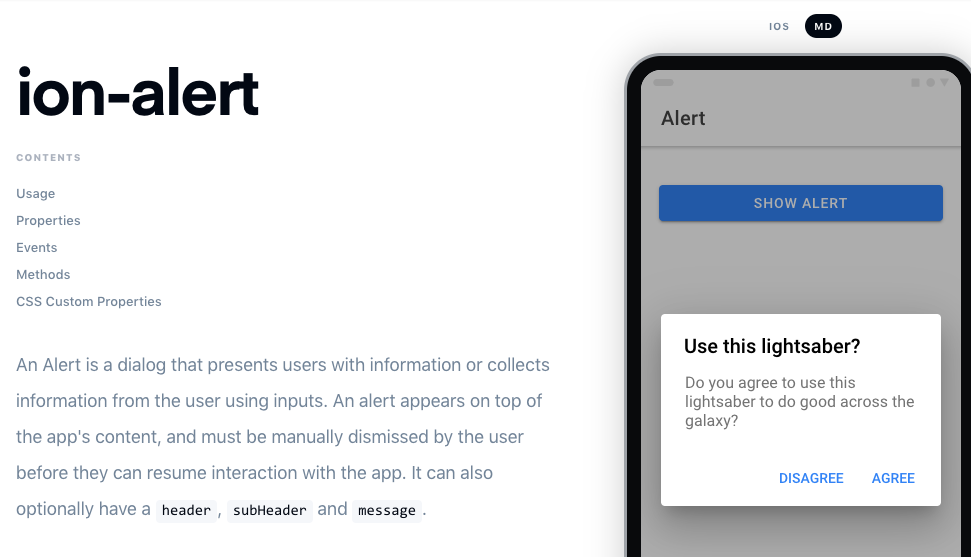 IOS MD
ion-alert
CONTENTS
Usage
Properties
Events
Methods
CSS Custom Properties
An Alert is a dialog that presents users with information or collects
information from the user using inputs. An alert appears on top of
the app's content, and must be manually dismissed by the user
before they can resume interaction with the app. It can also
optionally have a header, subHeader and message.
Alert
SHOW ALERT
Use this lightsaber?
Do you agree to use this
lightsaber to do good across the
galaxy?
DISAGREE AGREE